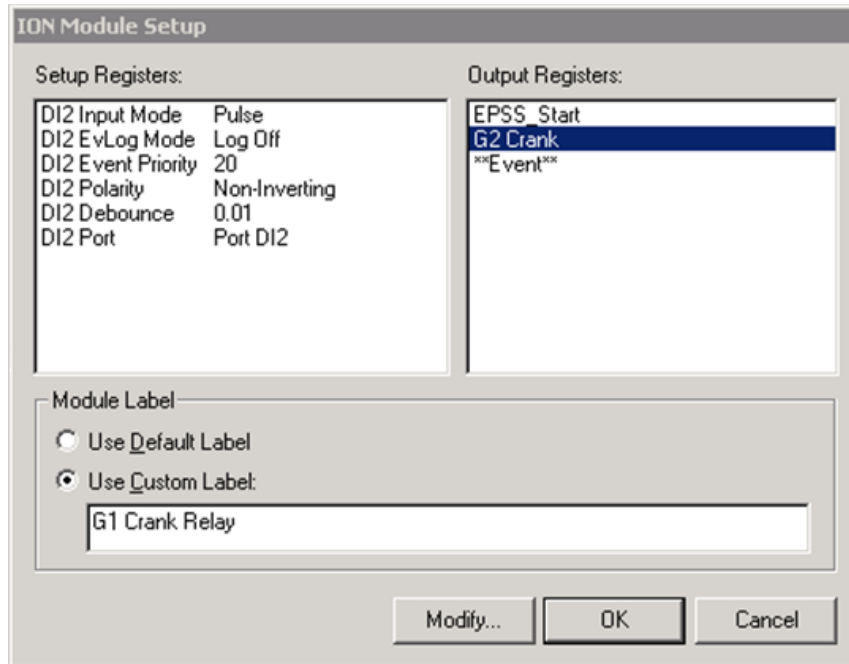 ION Module Setup
Setup Registers:
DI2 Input Mode Pulse
DI2 EvLog Mode Log Off
DI2 Event Priority 20
DI2 Polarity Non-Inverting
DI2 Debounce 0.01
DI2 Port Port DI2
Output Registers:
EPSS_Start
G2 Crank
**Event**
Module Label
Use Default Label
Use Custom Label:
G1 Crank Relay
Modify...
OK
Cancel